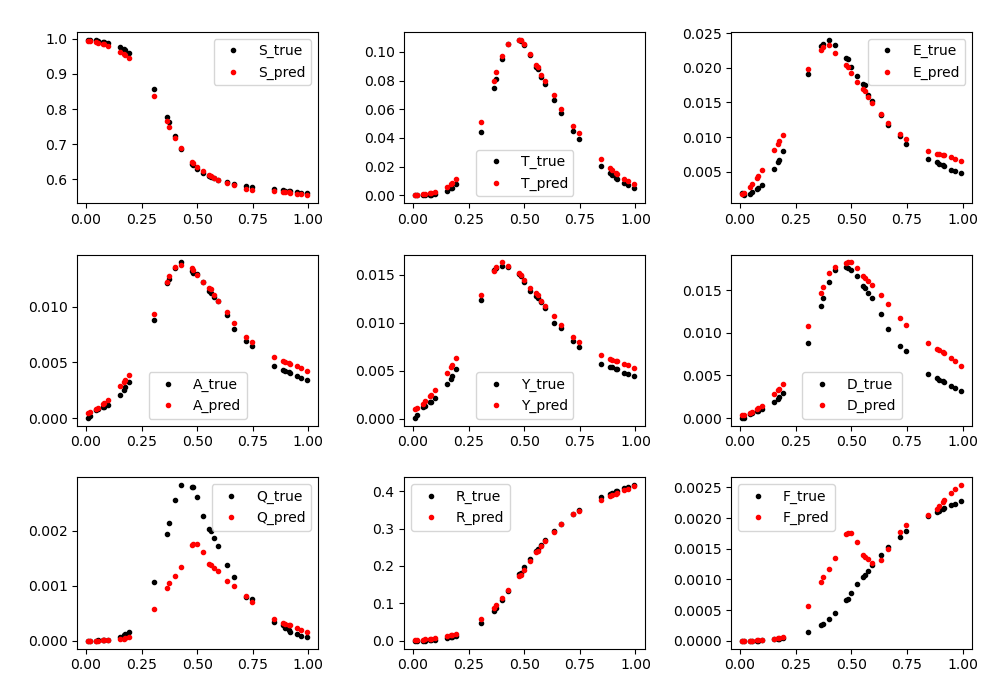 1.0
0.9
0.8
0.7
0.6
S_true
S_pred
0.00 0.25 0.50 0.75 1.00
0.10
0.08
0.06
0.04
0.02
0.00
T_true
T_pred
0.00 0.25 0.50 0.75 1.00
0.025
0.020
0.015
0.010
0.005
E_true
E_pred
0.00 0.25 0.50 0.75 1.00
0.010
0.005
0.000
A_true
A_pred
0.00 0.25 0.50 0.75 1.00
0.015
0.010
0.005
0.000
Y_true
Y_pred
0.00 0.25 0.50 0.75 1.00
0.015
0.010
0.005
0.000
D_true
D_pred
0.00 0.25 0.50 0.75 1.00
0.002
0.001
0.000
Q_true
Q_pred
0.00 0.25 0.50 0.75 1.00
0.4
0.3
0.2
0.1
0.0
R_true
R_pred
0.00 0.25 0.50 0.75 1.00
0.0025
0.0020
0.0015
0.0010
0.0005
0.0000
F_true
F_pred
0.00 0.25 0.50 0.75 1.00